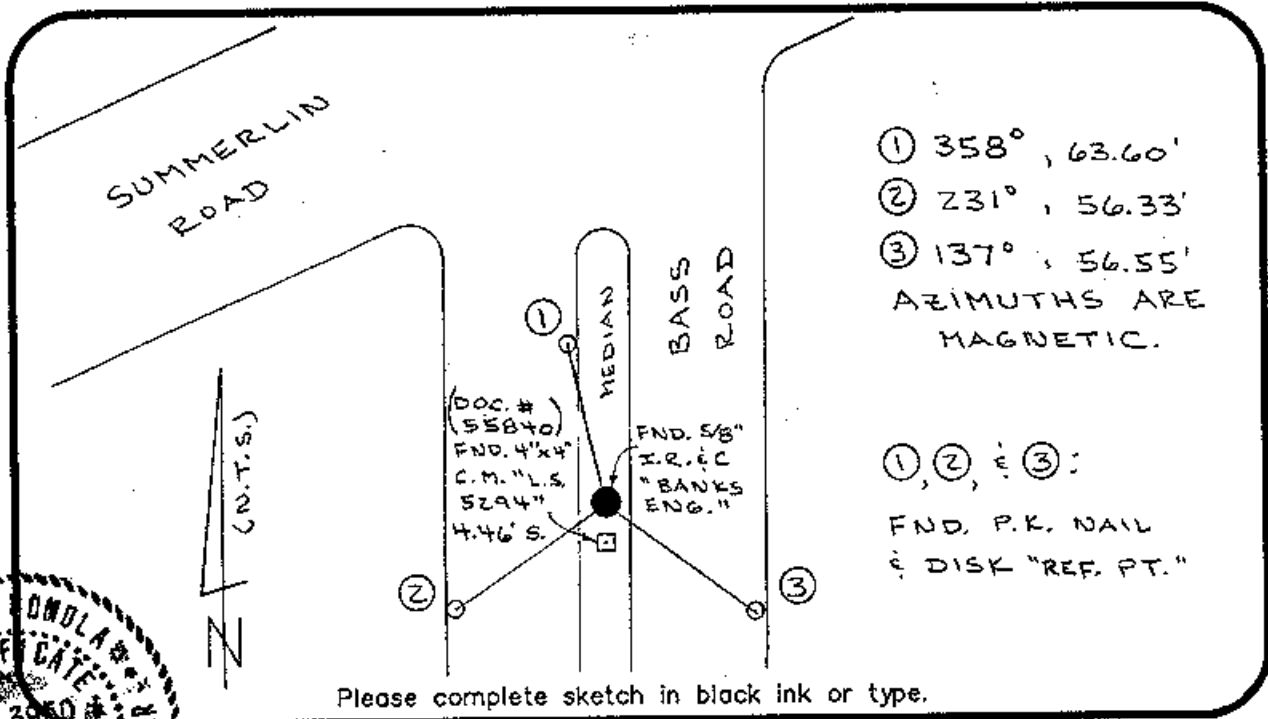 SUMMERLIN
ROAD
① 358° , 63.60'
② 231° , 56.33'
③ 137° , 56.55'
AZIMUTHS ARE
MAGNETIC.
BASS
ROAD
MEDIAN
①
(DOC. #
55840)
FND. 4"x4"
C.M. "L.S.
5294"
4.46' S.
FND. 5/8"
I.R. & C
"BANKS
ENG."
(N.T.S.)
N
②
③
①, ②, & ③:
FND. P.K. NAIL
& DISK "REF. PT."
Please complete sketch in black ink or type.